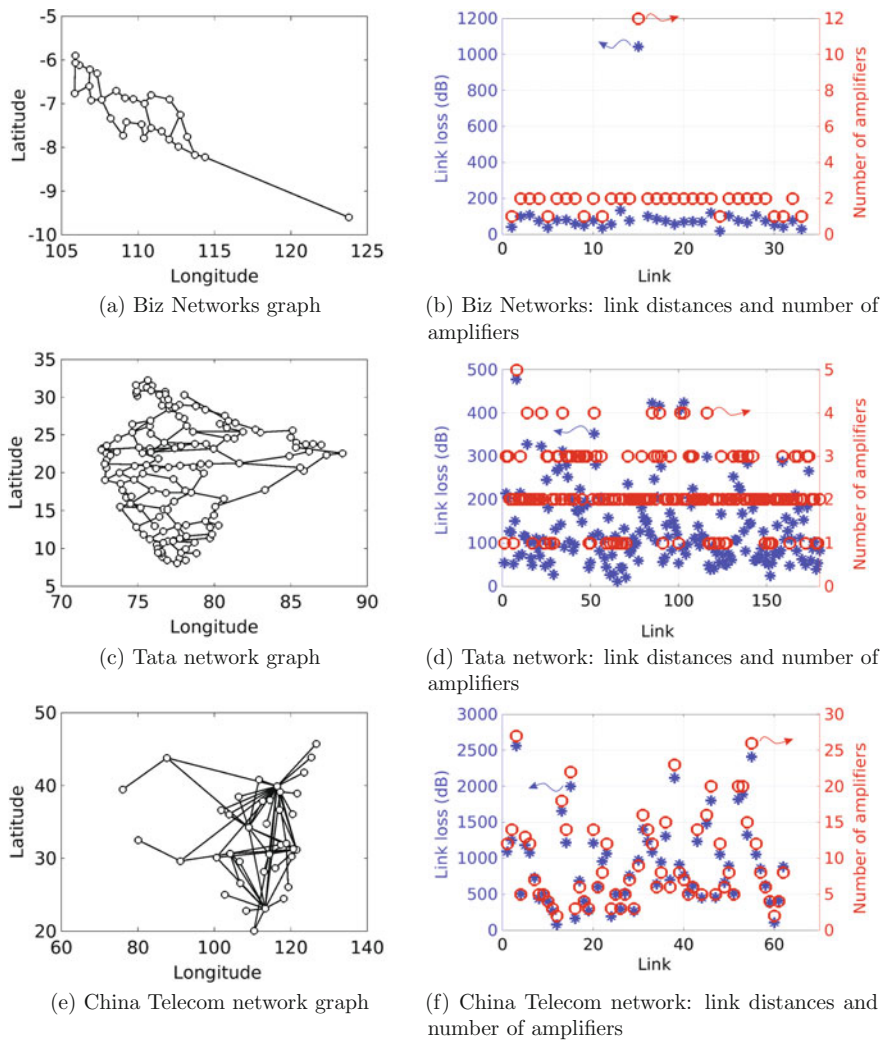 -5
-6
-7
-8
-9
-10
105 110 115 120 125
Latitude
Longitude
(a) Biz Networks graph
1200
1000
800
600
400
200
0
12
10
8
6
4
2
0
0 10 20 30
Link loss (dB)
Number of amplifiers
Link
(b) Biz Networks: link distances and number of
amplifiers
35
30
25
20
15
10
5
70 75 80 85 90
Latitude
Longitude
(c) Tata network graph
500
400
300
200
100
0
5
4
3
2
1
0
0 50 100 150
Link loss (dB)
Number of amplifiers
Link
(d) Tata network: link distances and number of
amplifiers
50
40
30
20
60 80 100 120 140
Latitude
Longitude
(e) China Telecom network graph
3000
2500
2000
1500
1000
500
0
30
25
20
15
10
5
0
0 20 40 60
Link loss (dB)
Number of amplifiers
Link
(f) China Telecom network: link distances and
number of amplifiers